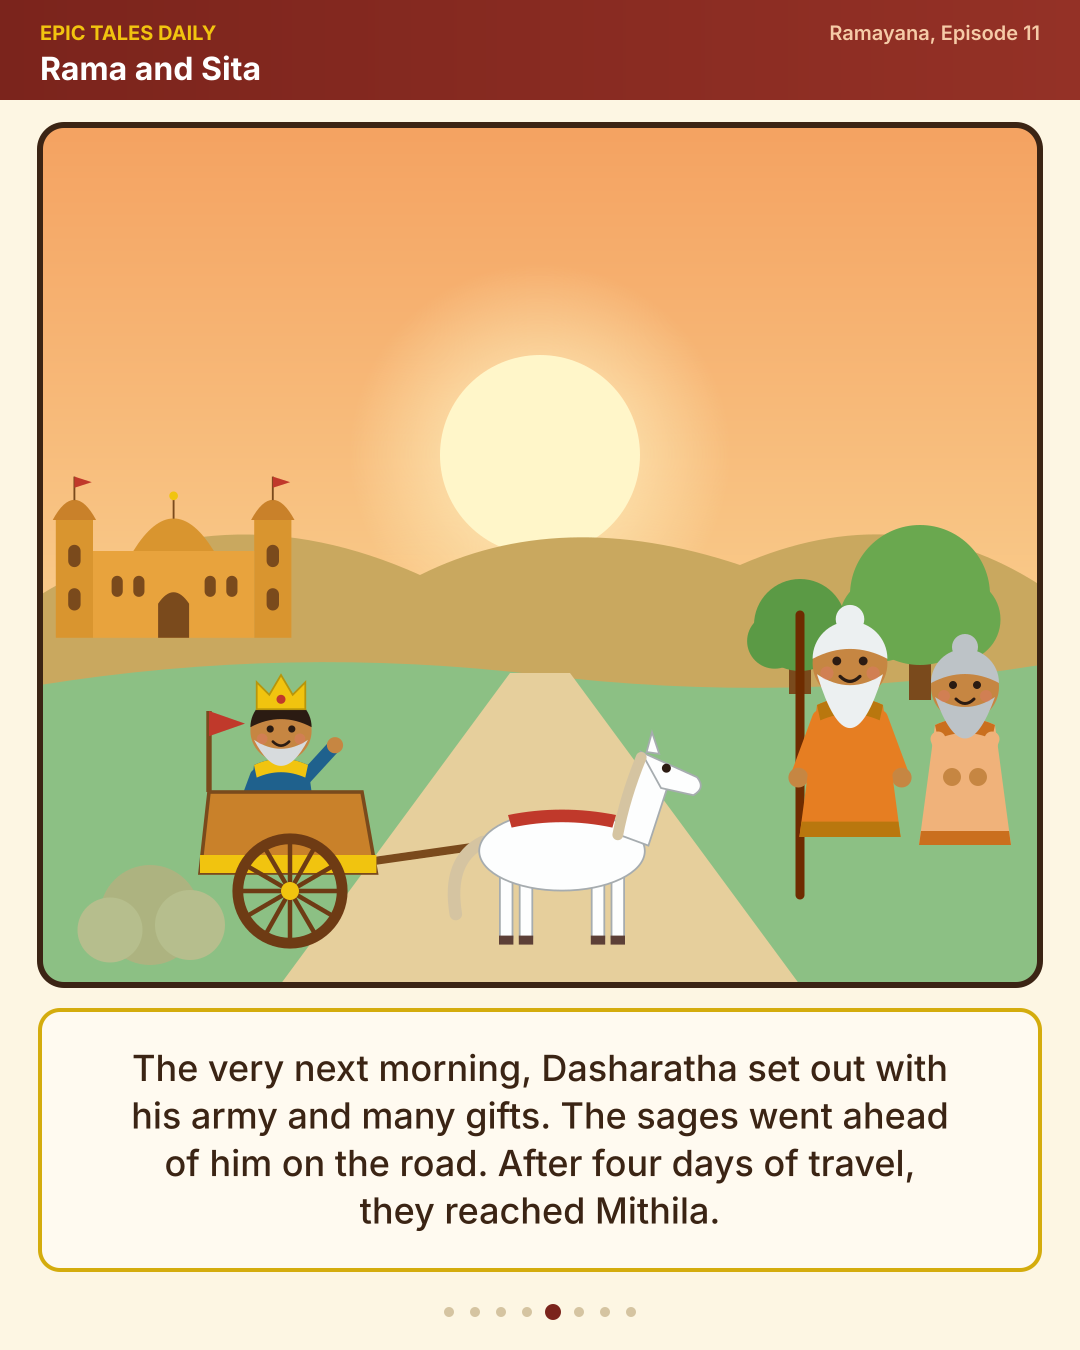 EPIC TALES DAILY
Rama and Sita
Ramayana, Episode 11
The very next morning, Dasharatha set out with
his army and many gifts. The sages went ahead
of him on the road. After four days of travel,
they reached Mithila.